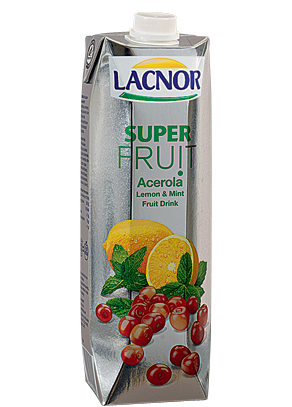 LACNOR
SUPER
FRUIT
Acerola
Lemon & Mint
Fruit Drink